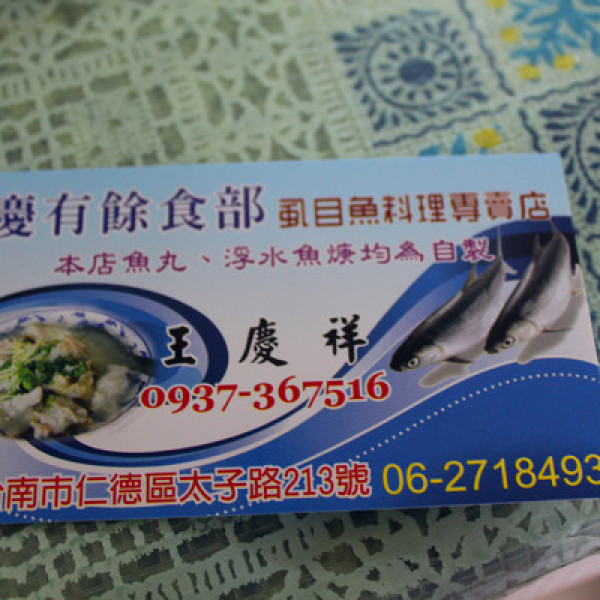 慶有餘食部 虱目魚料理專賣店
本店魚丸、浮水魚焿均為自製
王慶祥
0937-367516
台南市仁德區太子路213號 06-2718493